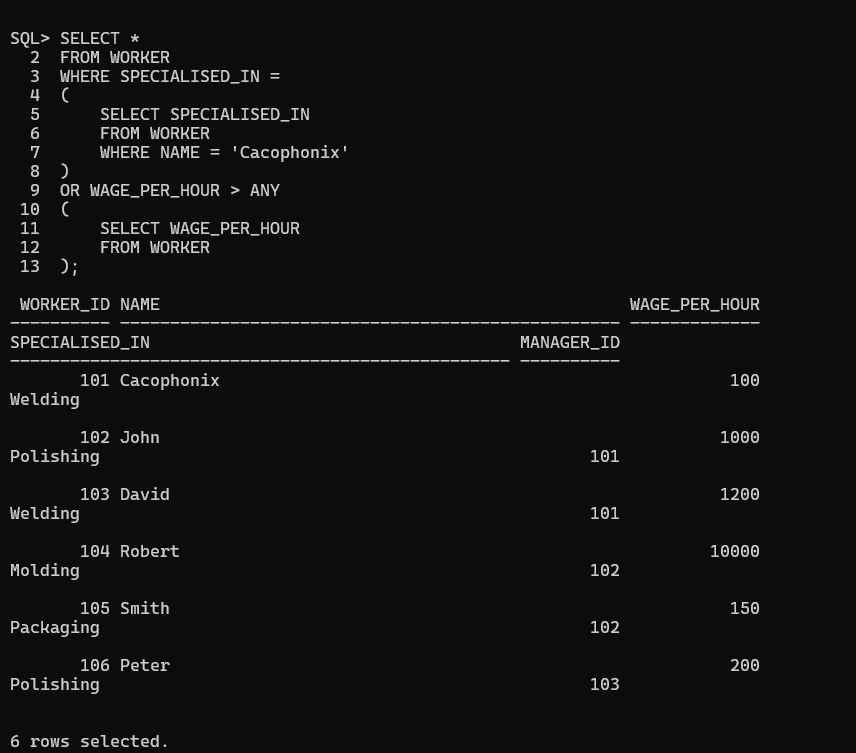 SQL> SELECT *
  2  FROM WORKER
  3  WHERE SPECIALISED_IN =
  4  (
  5      SELECT SPECIALISED_IN
  6      FROM WORKER
  7      WHERE NAME = 'Cacophonix'
  8  )
  9  OR WAGE_PER_HOUR > ANY
 10  (
 11      SELECT WAGE_PER_HOUR
 12      FROM WORKER
 13  );
 WORKER_ID NAME                                               WAGE_PER_HOUR
---------- -------------------------------------------------- -------------
SPECIALISED_IN                                     MANAGER_ID
-------------------------------------------------- ----------
       101 Cacophonix                                                   100
Welding
       102 John                                                        1000
Polishing                                                 101
       103 David                                                       1200
Welding                                                   101
       104 Robert                                                     10000
Molding                                                   102
       105 Smith                                                        150
Packaging                                                 102
       106 Peter                                                        200
Polishing                                                 103
6 rows selected.